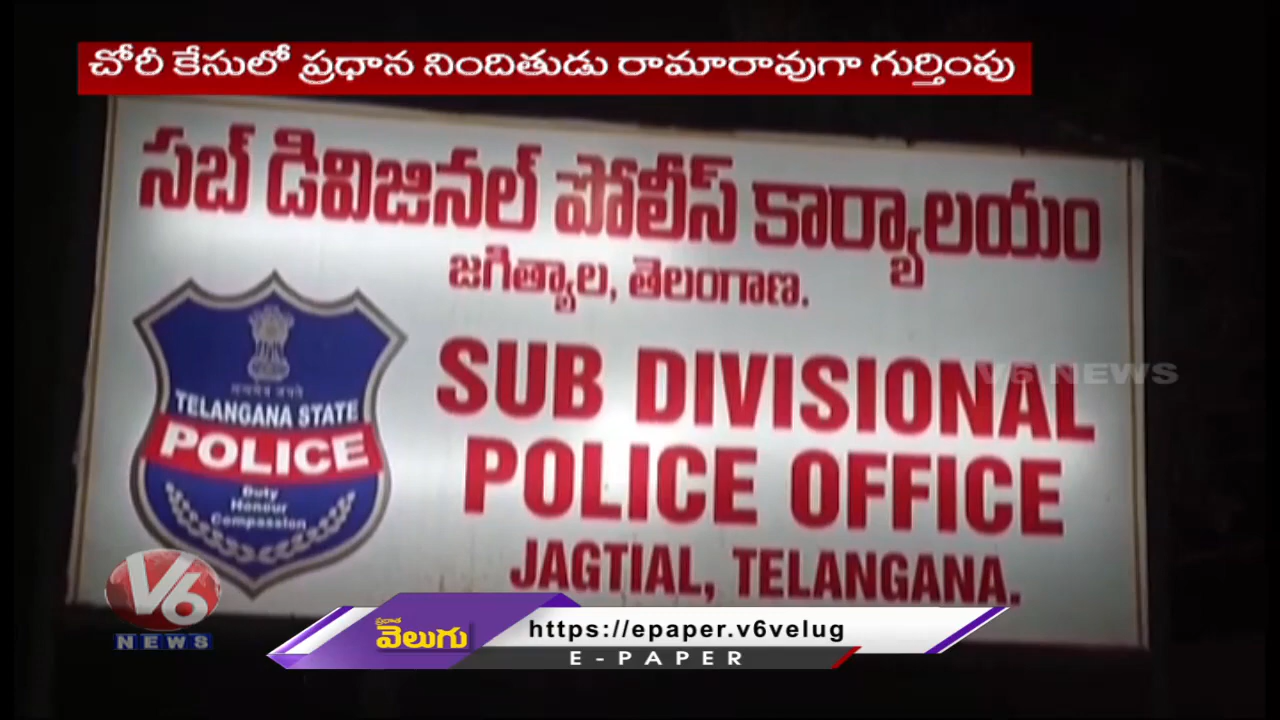 చోరీ కేసులో ప్రధాన నిందితుడు రామారావుగా గుర్తింపు
సబ్ డివిజినల్ పోలీస్ కార్యాలయం
జగిత్యాల, తెలంగాణ.
SUB DIVISIONAL
POLICE OFFICE
JAGTIAL, TELANGANA.
TELANGANA STATE
POLICE
Duty
Honour
Compassion
V6 NEWS
V6
NEWS
ప్రభాత
వెలుగు
https://epaper.v6velug
E-PAPER